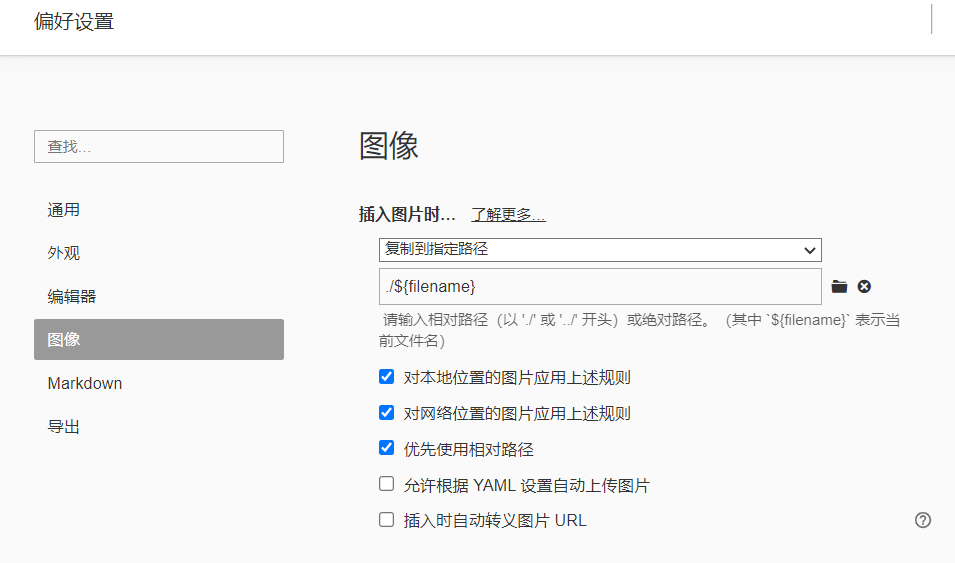 偏好设置
查找…
通用
外观
编辑器
图像
Markdown
导出
图像
插入图片时… 了解更多…
复制到指定路径
./${filename}
请输入相对路径（以 './' 或 '../' 开头）或绝对路径。（其中 `${filename}` 表示当
前文件名）
对本地位置的图片应用上述规则
对网络位置的图片应用上述规则
优先使用相对路径
允许根据 YAML 设置自动上传图片
插入时自动转义图片 URL